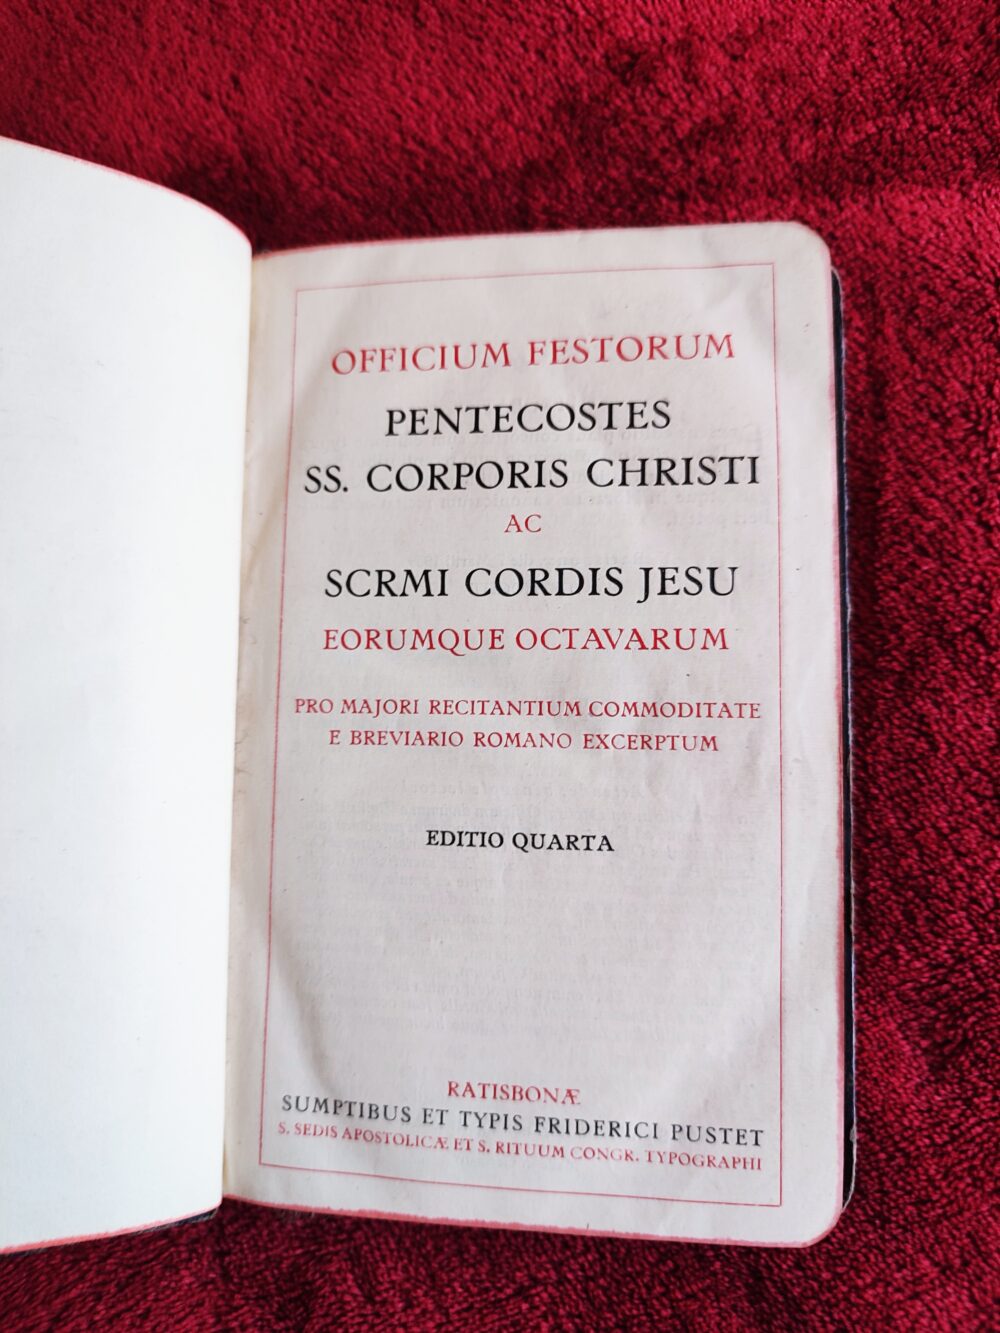 OFFICIUM FESTORUM
PENTECOSTES
SS. CORPORIS CHRISTI
AC
SCRMI CORDIS JESU
EORUMQUE OCTAVARUM
PRO MAJORI RECITANTIUM COMMODITATE
E BREVIARIO ROMANO EXCERPTUM
EDITIO QUARTA
RATISBONÆ
SUMPTIBUS ET TYPIS FRIDERICI PUSTET
S. SEDIS APOSTOLICÆ ET S. RITUUM CONGR. TYPOGRAPHI